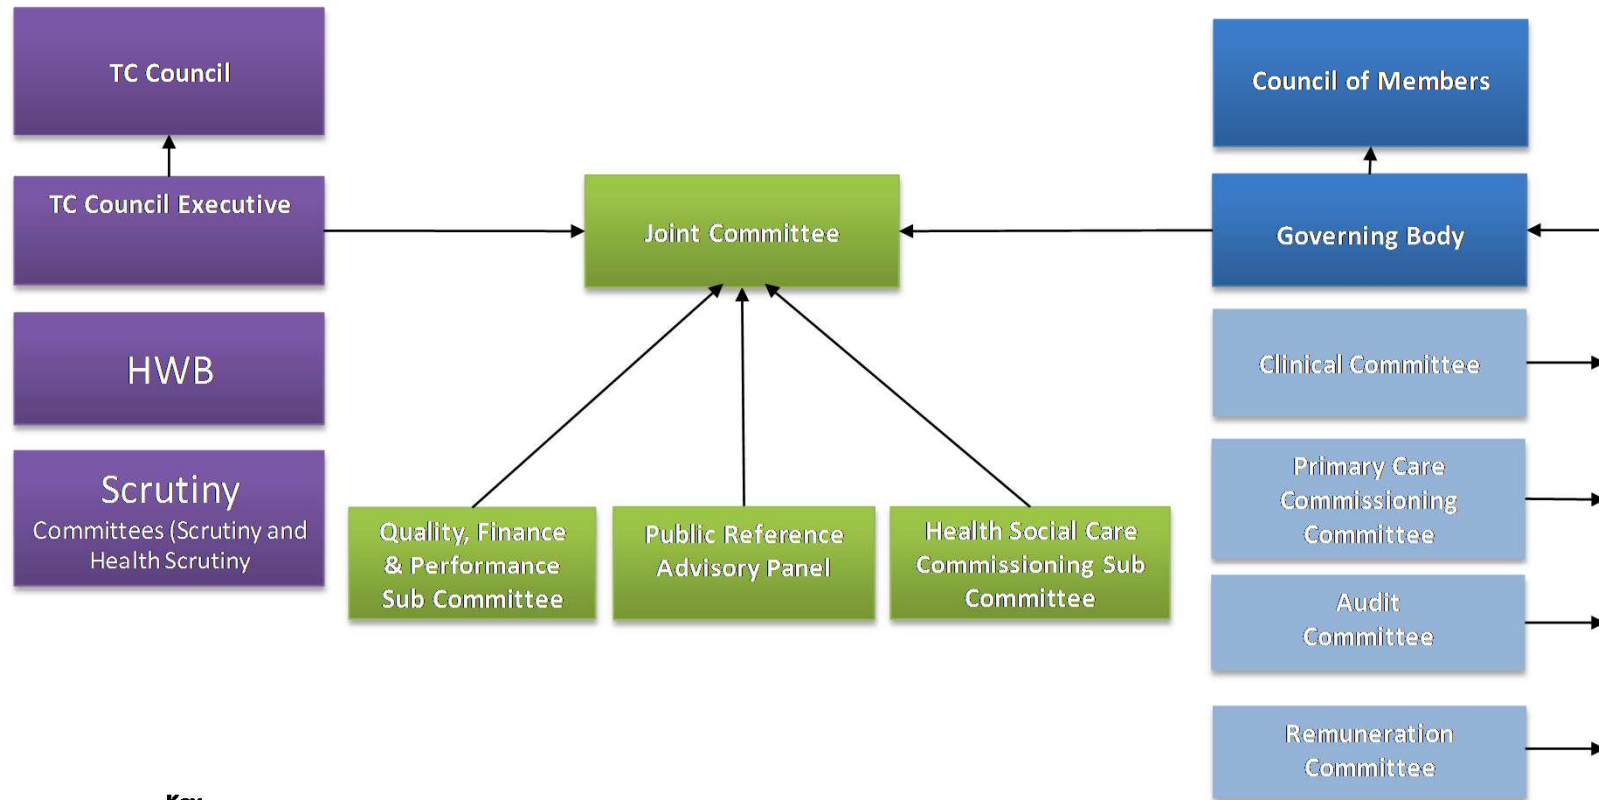 TC Council
TC Council Executive
HWB
Scrutiny
Committees (Scrutiny and
Health Scrutiny
Joint Committee
Quality, Finance
& Performance
Sub Committee
Public Reference
Advisory Panel
Health Social Care
Commissioning Sub
Committee
Council of Members
Governing Body
Clinical Committee
Primary Care
Commissioning
Committee
Audit
Committee
Remuneration
Committee
Key